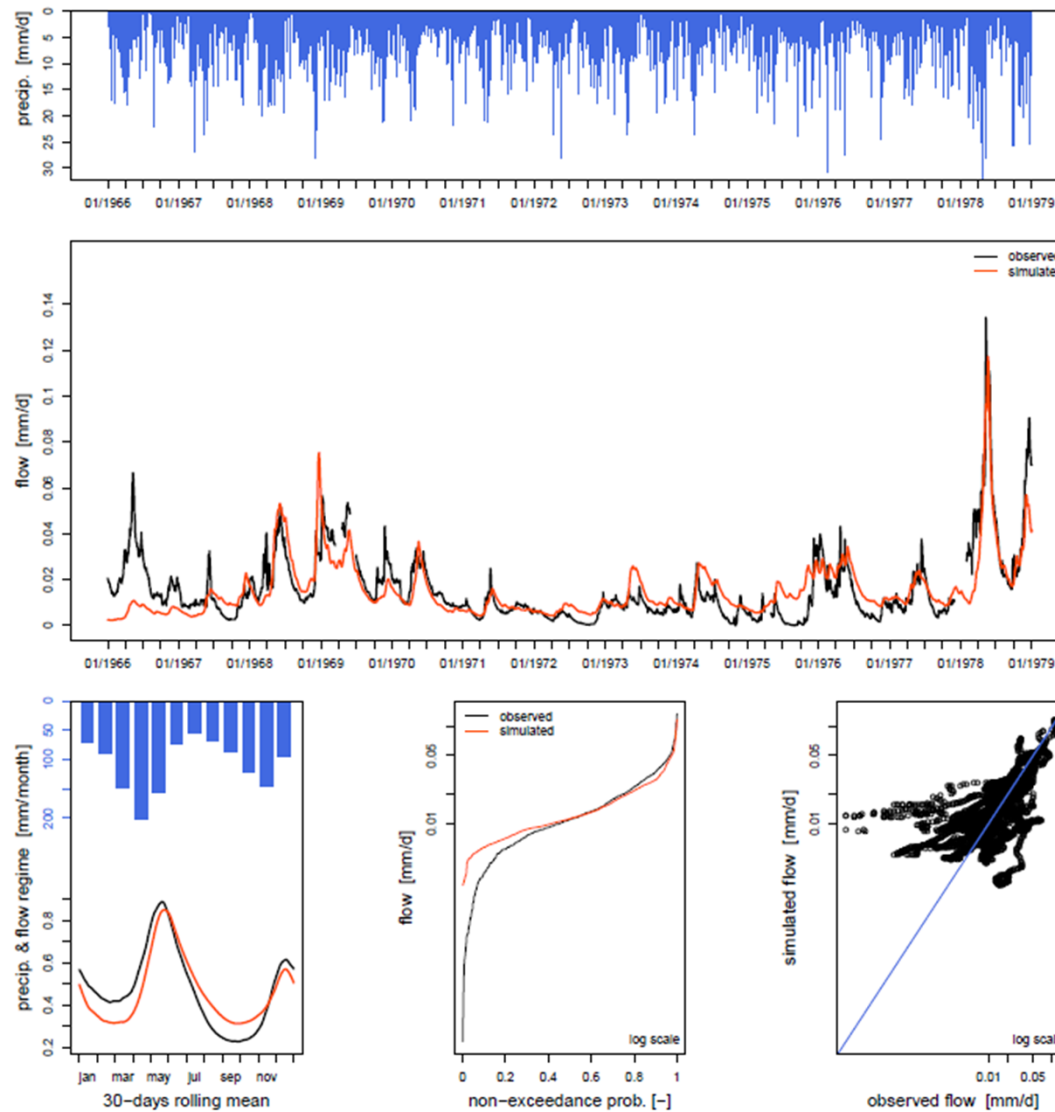 precip. [mm/d]
0
5
10
15
20
25
30
01/1966 01/1967 01/1968 01/1969 01/1970 01/1971 01/1972 01/1973 01/1974 01/1975 01/1976 01/1977 01/1978 01/1979
flow [mm/d]
0.14
0.12
0.1
0.08
0.06
0.04
0.02
0
observed
simulate
01/1966 01/1967 01/1968 01/1969 01/1970 01/1971 01/1972 01/1973 01/1974 01/1975 01/1976 01/1977 01/1978 01/1979
precip. & flow regime [mm/month]
0
50
100
200
0.8
0.6
0.4
0.2
jan mar may jul sep nov
30-days rolling mean
flow [mm/d]
0.05
0.01
observed
simulated
log scale
0 0.2 0.4 0.6 0.8 1
non-exceedance prob. [-]
simulated flow [mm/d]
0.05
0.01
log scale
0.01 0.05
observed flow [mm/d]